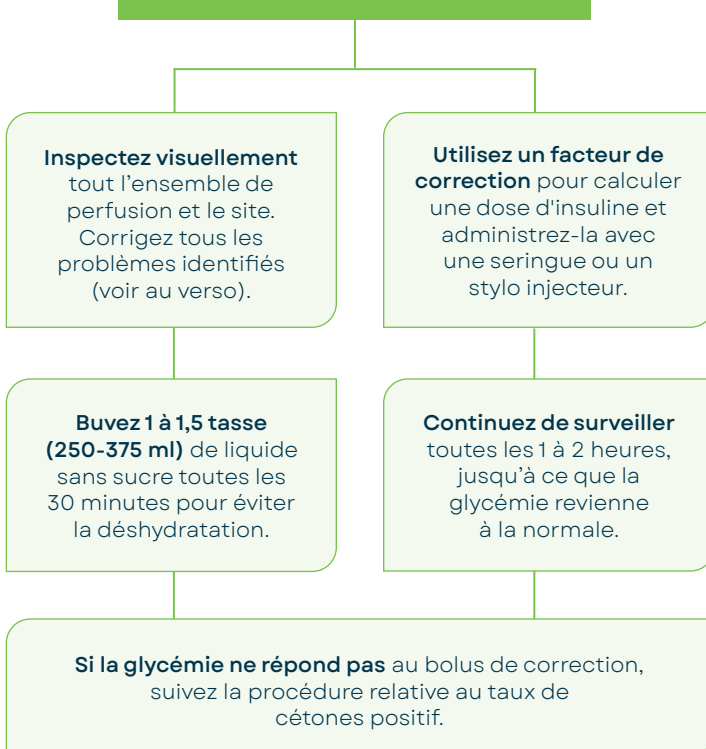 Inspectez visuellement
tout l’ensemble de
perfusion et le site.
Corrigez tous les
problèmes identifiés
(voir au verso).
Utilisez un facteur de
correction pour calculer
une dose d'insuline et
administrez-la avec
une seringue ou un
stylo injecteur.
Buvez 1 à 1,5 tasse
(250-375 ml) de liquide
sans sucre toutes les
30 minutes pour éviter
la déshydratation.
Continuez de surveiller
toutes les 1 à 2 heures,
jusqu’à ce que la
glycémie revienne
à la normale.
Si la glycémie ne répond pas au bolus de correction,
suivez la procédure relative au taux de
cétones positif.